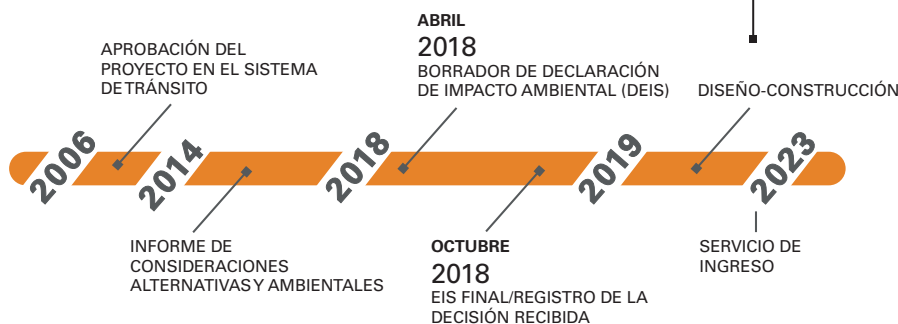 ABRIL
2018
BORRADOR DE DECLARACIÓN
DE IMPACTO AMBIENTAL (DEIS)
APROBACIÓN DEL
PROYECTO EN EL SISTEMA
DE TRÁNSITO
DISEÑO-CONSTRUCCIÓN
2006
2014
2018
2019
2023
INFORME DE
CONSIDERACIONES
ALTERNATIVAS Y AMBIENTALES
OCTUBRE
2018
EIS FINAL/REGISTRO DE LA
DECISIÓN RECIBIDA
SERVICIO DE
INGRESO